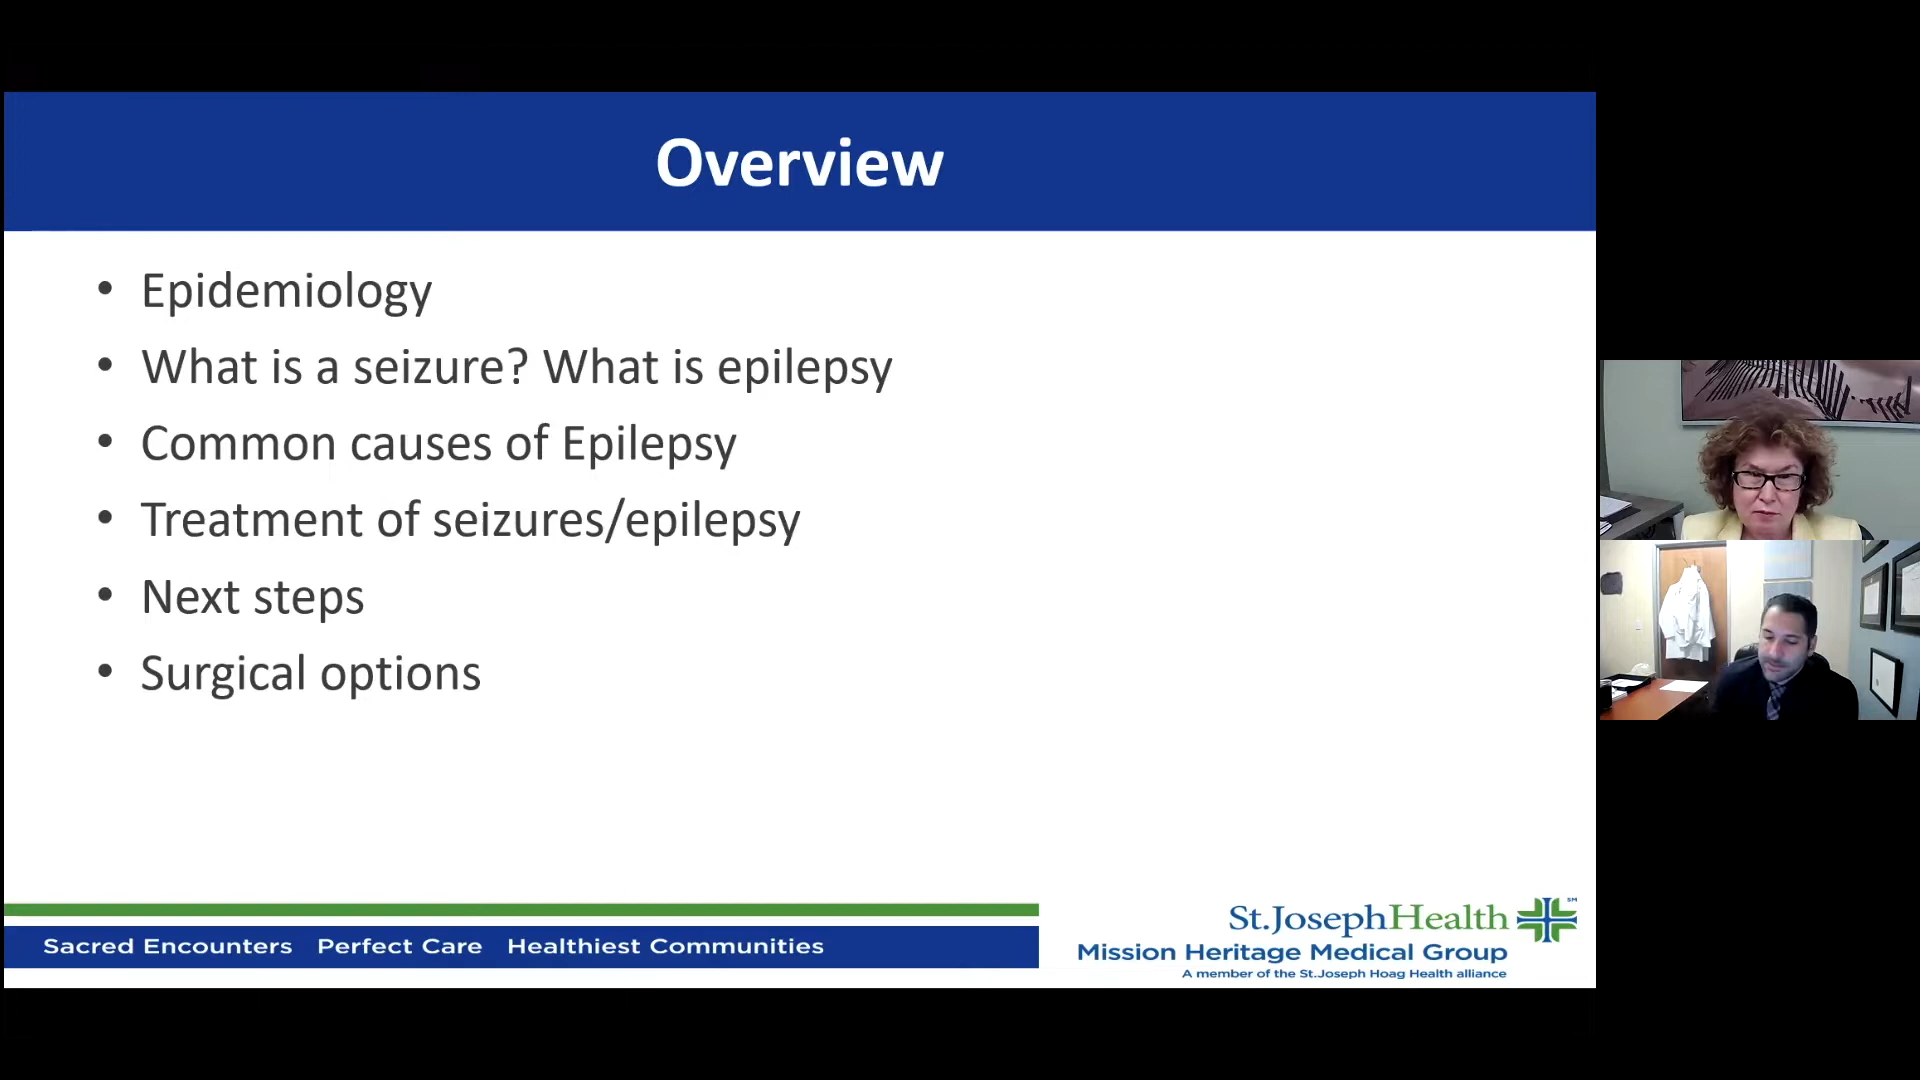 Overview
• Epidemiology
• What is a seizure? What is epilepsy
• Common causes of Epilepsy
• Treatment of seizures/epilepsy
• Next steps
• Surgical options
Sacred Encounters Perfect Care Healthiest Communities
St.JosephHealth SM
Mission Heritage Medical Group
A member of the St.Joseph Hoag Health alliance